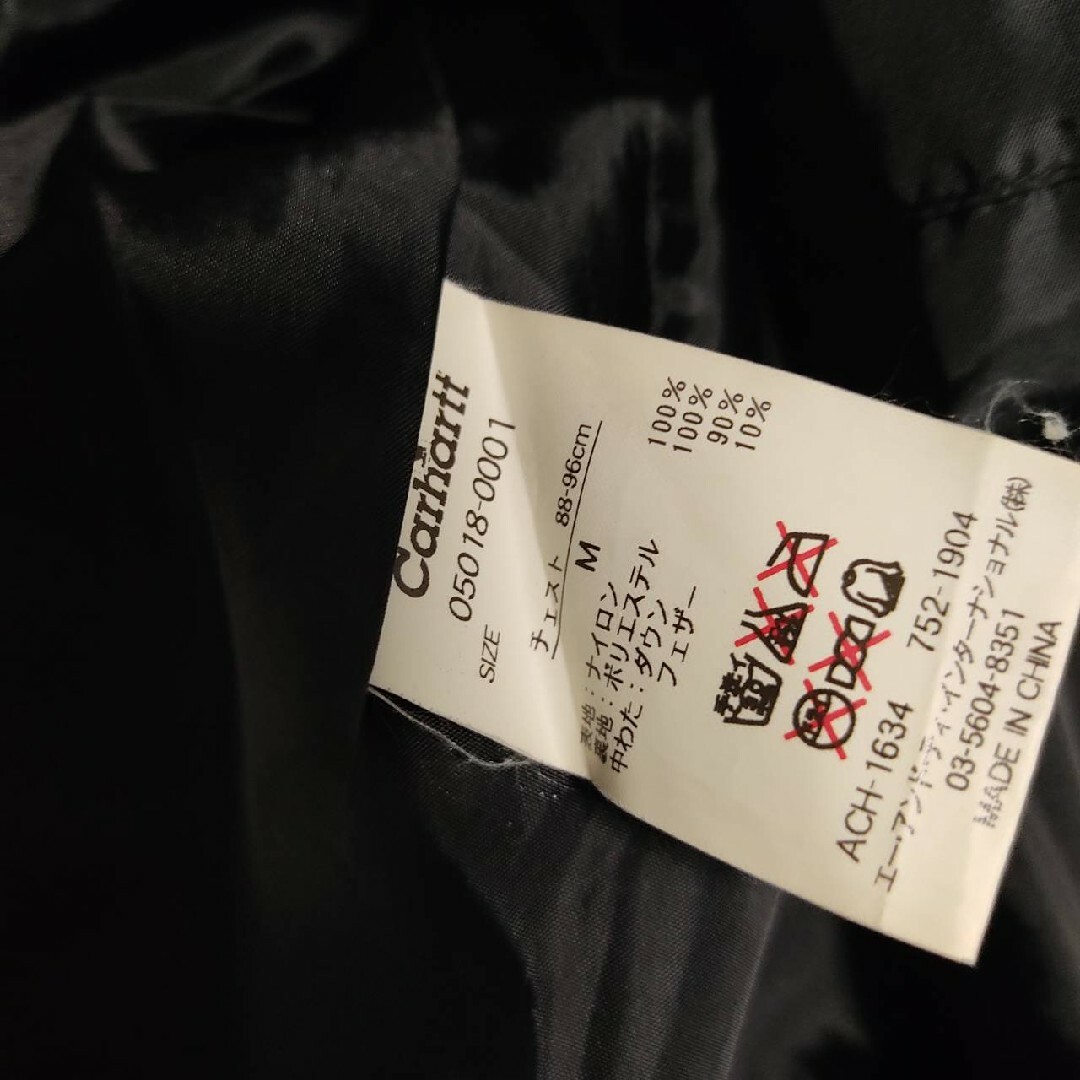 Carhartt
05018-0001
SIZE
チェスト 88-96cm
M
表地：ナイロン 100%
裏地：ポリエステル 100%
中わた：ダウン 90%
フェザー 10%
手洗イ
ACH-1634 752-1904
エー・アンド・ディ・インターナショナル(株)
03-5604-8351
MADE IN CHINA